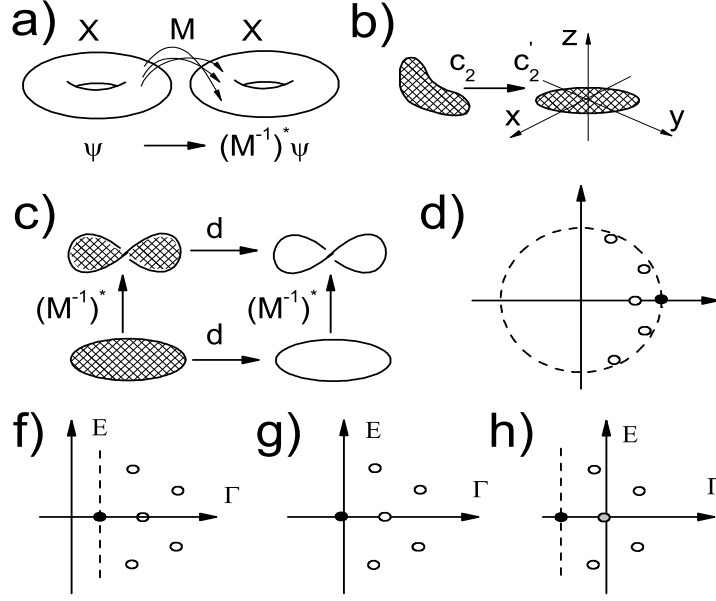 a) X M X
ψ (M⁻¹)*ψ
b) z
c₂ c₂'
x y
c) d
(M⁻¹)* (M⁻¹)*
d
d)
f) E
Γ
g) E
Γ
h) E
Γ